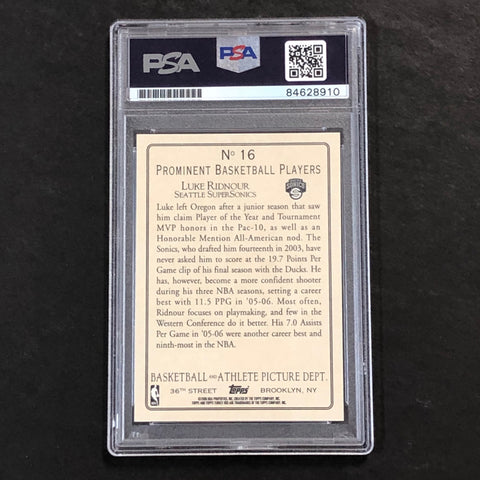 PSA
PSA
84628910
No 16
PROMINENT BASKETBALL PLAYERS
LUKE RIDNOUR
SEATTLE SUPERSONICS
SONICS
Luke left Oregon after a junior season that saw
him claim Player of the Year and Tournament
MVP honors in the Pac-10, as well as an
Honorable Mention All-American nod. The
Sonics, who drafted him fourteenth in 2003, have
never asked him to score at the 19.7 Points Per
Game clip of his final season with the Ducks. He
has, however, become a more confident shooter
during his three NBA seasons, setting a career
best with 11.5 PPG in '05-06. Most often,
Ridnour focuses on playmaking, and few in the
Western Conference do it better. His 7.0 Assists
Per Game in '05-06 were another career best and
ninth-most in the NBA.
BASKETBALL AND ATHLETE PICTURE DEPT.
36TH STREET Topps BROOKLYN, NY